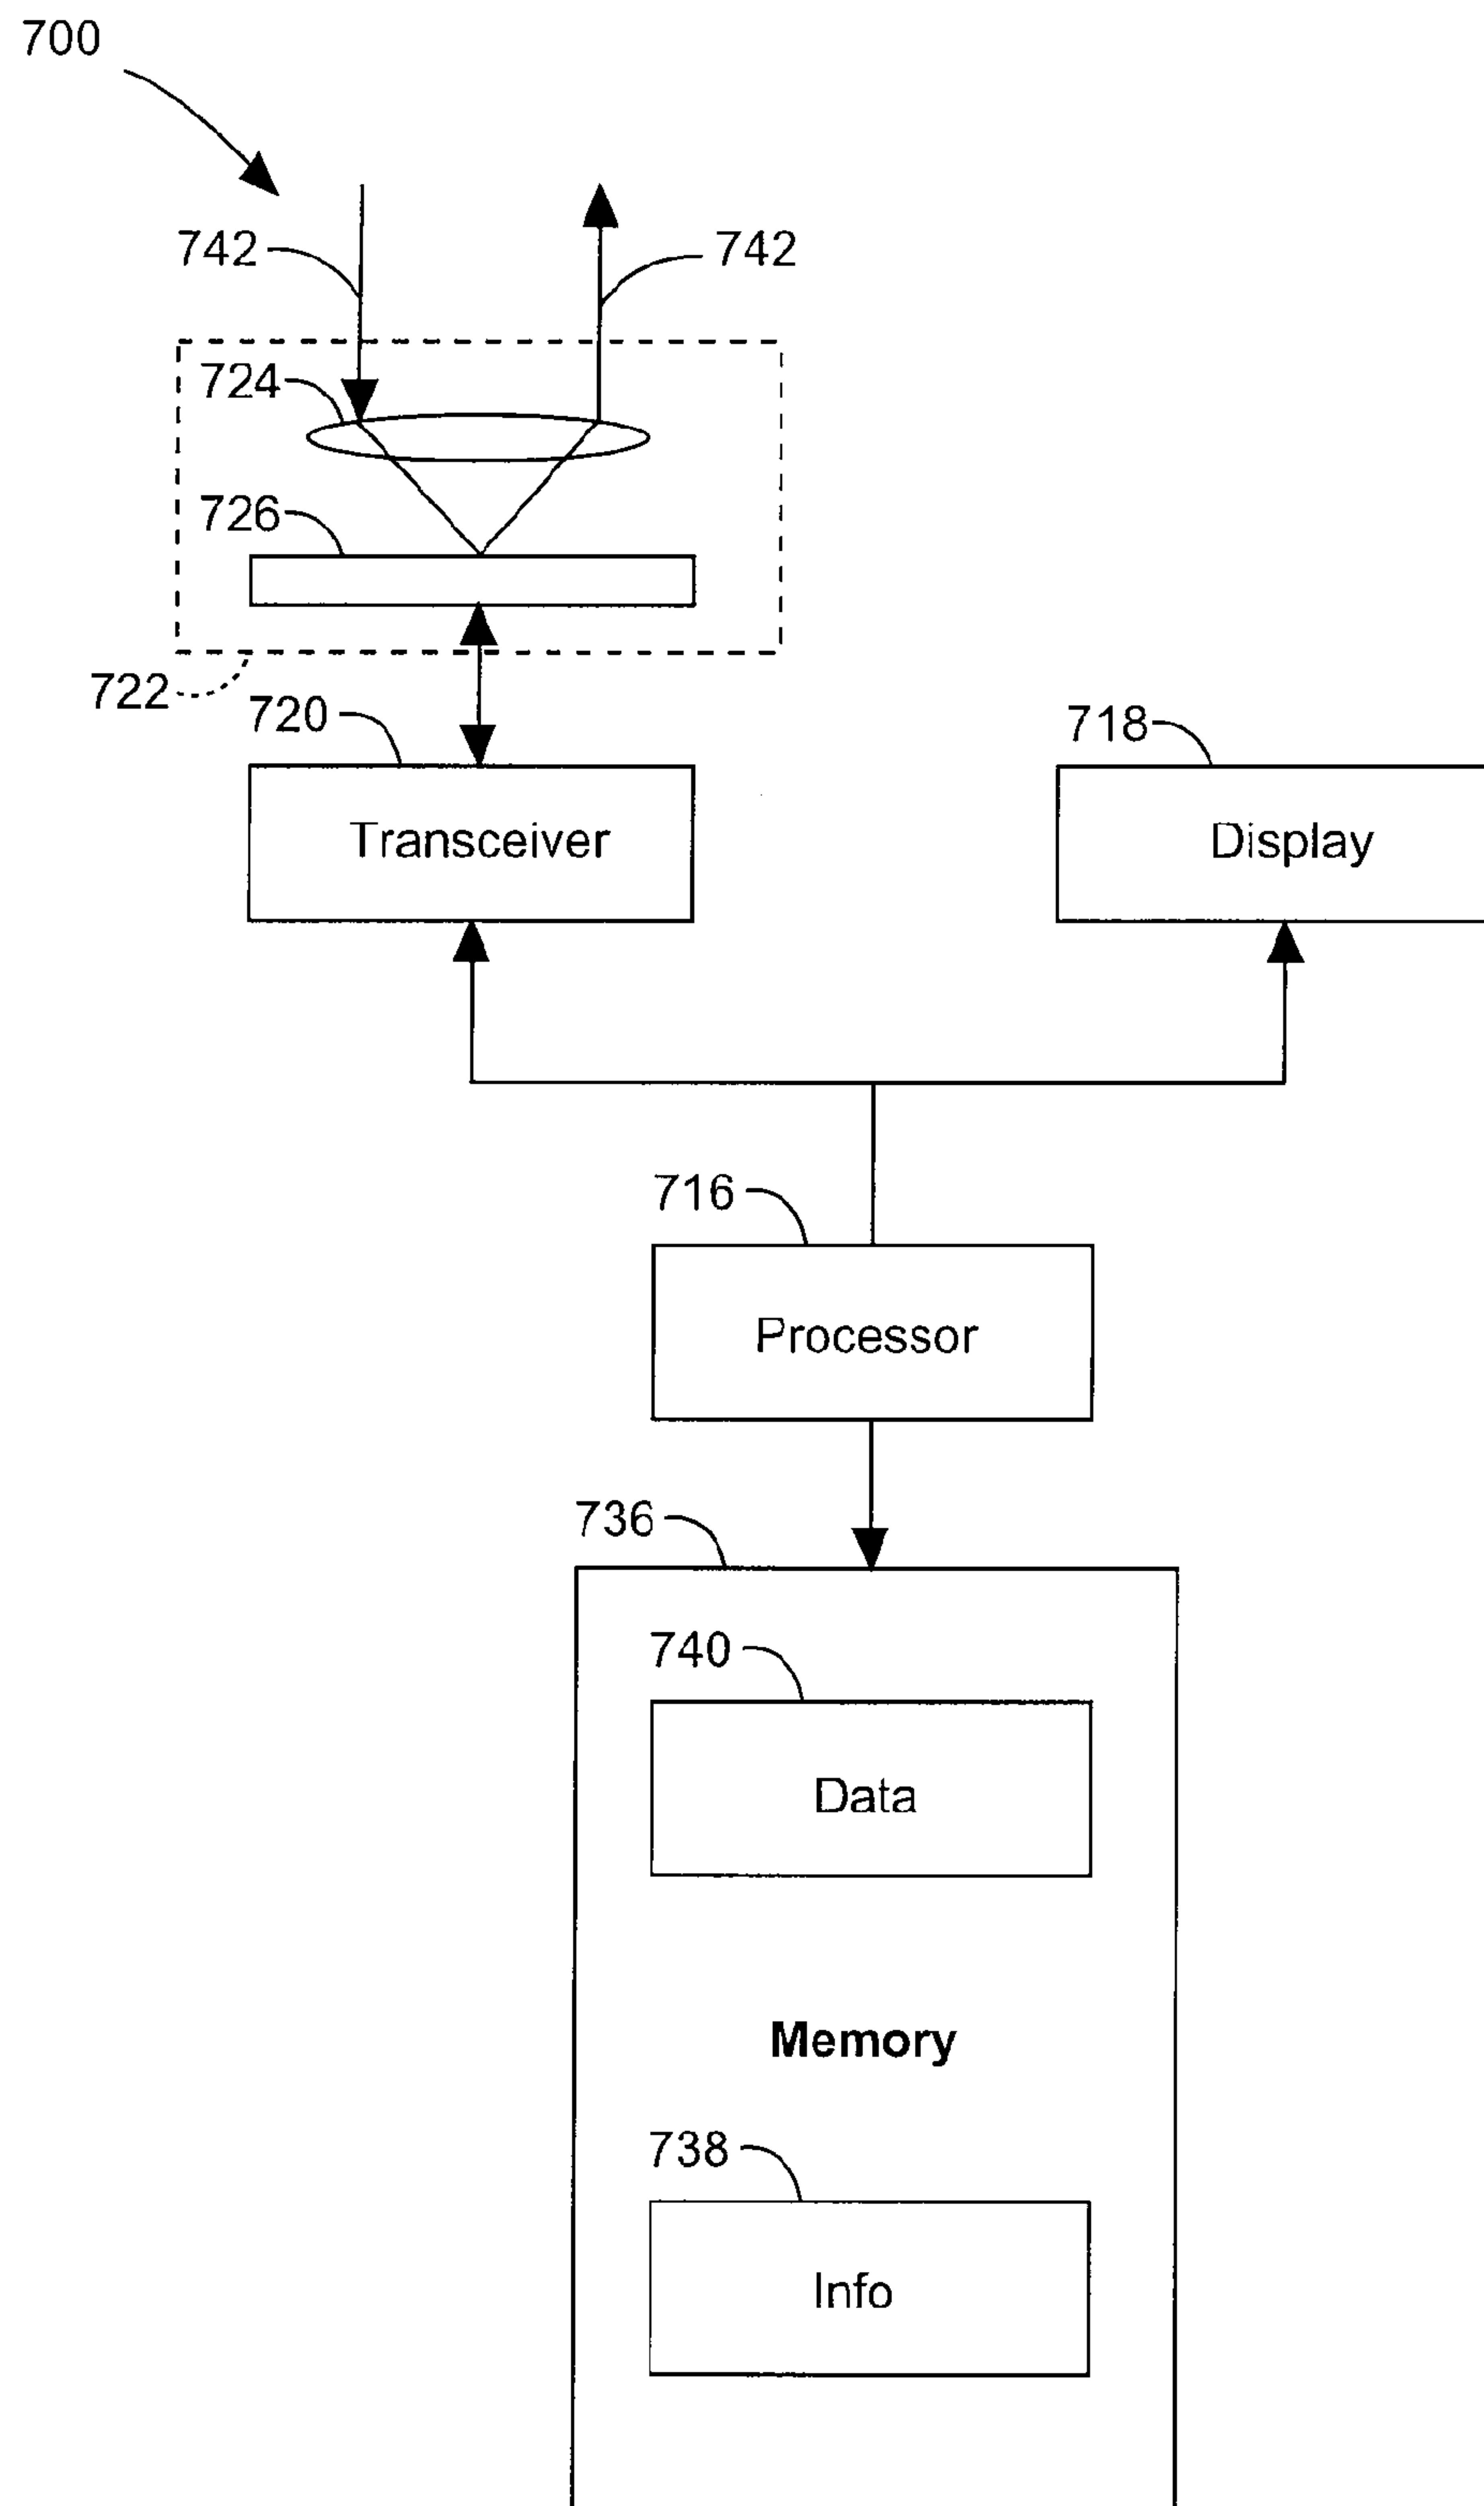 700
742
742
724
726
722
720
718
Transceiver
Display
716
Processor
736
740
Data
Memory
738
Info